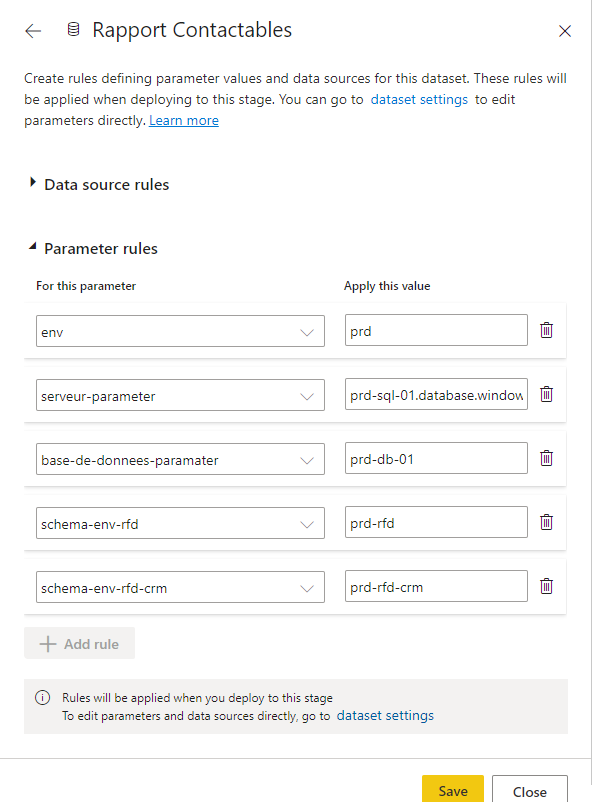 Rapport Contactables
Create rules defining parameter values and data sources for this dataset. These rules will
be applied when deploying to this stage. You can go to dataset settings to edit
parameters directly. Learn more
Data source rules
Parameter rules
For this parameter Apply this value
env prd
serveur-parameter prd-sql-01.database.window
base-de-donnees-paramater prd-db-01
schema-env-rfd prd-rfd
schema-env-rfd-crm prd-rfd-crm
Add rule
Rules will be applied when you deploy to this stage
To edit parameters and data sources directly, go to dataset settings
Save Close